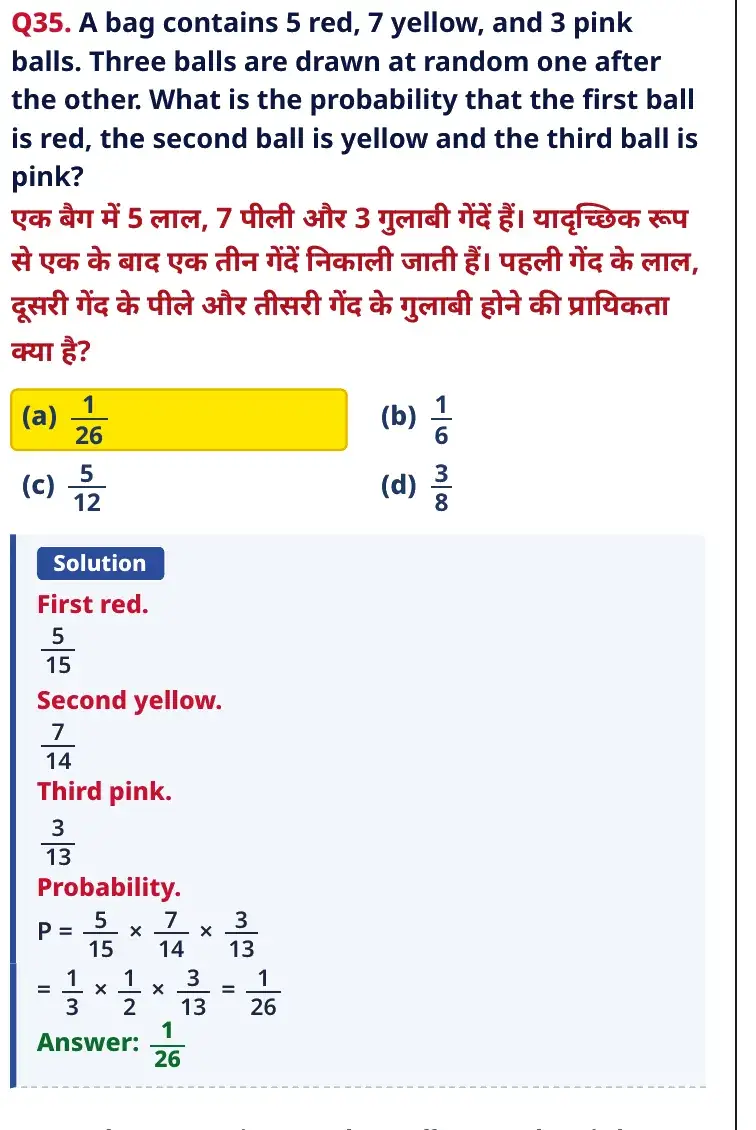 Q35. A bag contains 5 red, 7 yellow, and 3 pink
balls. Three balls are drawn at random one after
the other. What is the probability that the first ball
is red, the second ball is yellow and the third ball is
pink?
एक बैग में 5 लाल, 7 पीली और 3 गुलाबी गेंदें हैं। यादृच्छिक रूप
से एक के बाद एक तीन गेंदें निकाली जाती हैं। पहली गेंद के लाल,
दूसरी गेंद के पीले और तीसरी गेंद के गुलाबी होने की प्रायिकता
क्या है?
(a) 1/26 (b) 1/6
(c) 5/12 (d) 3/8
Solution
First red.
5/15
Second yellow.
7/14
Third pink.
3/13
Probability.
P = 5/15 × 7/14 × 3/13
= 1/3 × 1/2 × 3/13 = 1/26
Answer: 1/26